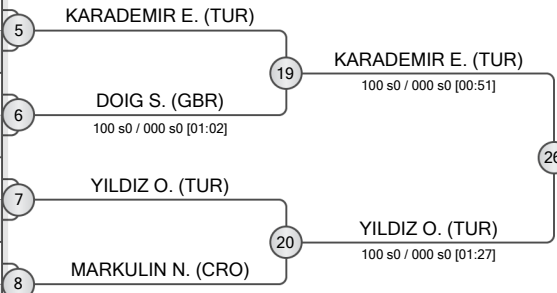 KARADEMIR E. (TUR)
5
19
KARADEMIR E. (TUR)
100 s0 / 000 s0 [00:51]
DOIG S. (GBR)
6
100 s0 / 000 s0 [01:02]
26
YILDIZ O. (TUR)
7
20
YILDIZ O. (TUR)
100 s0 / 000 s0 [01:27]
MARKULIN N. (CRO)
8